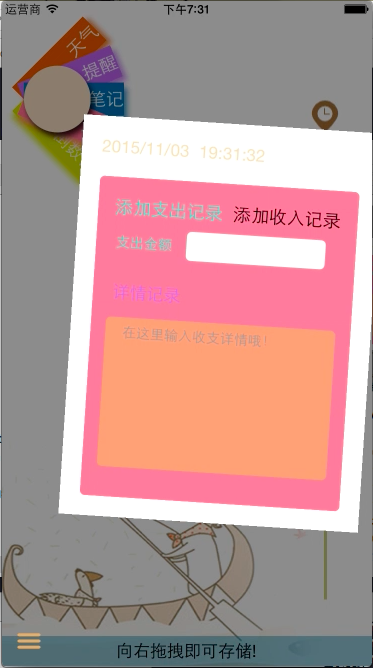 运营商 下午7:31
天气
提醒
笔记
数
2015/11/03 19:31:32
添加支出记录 添加收入记录
支出金额
详情记录
在这里输入收支详情哦!
向右拖拽即可存储!